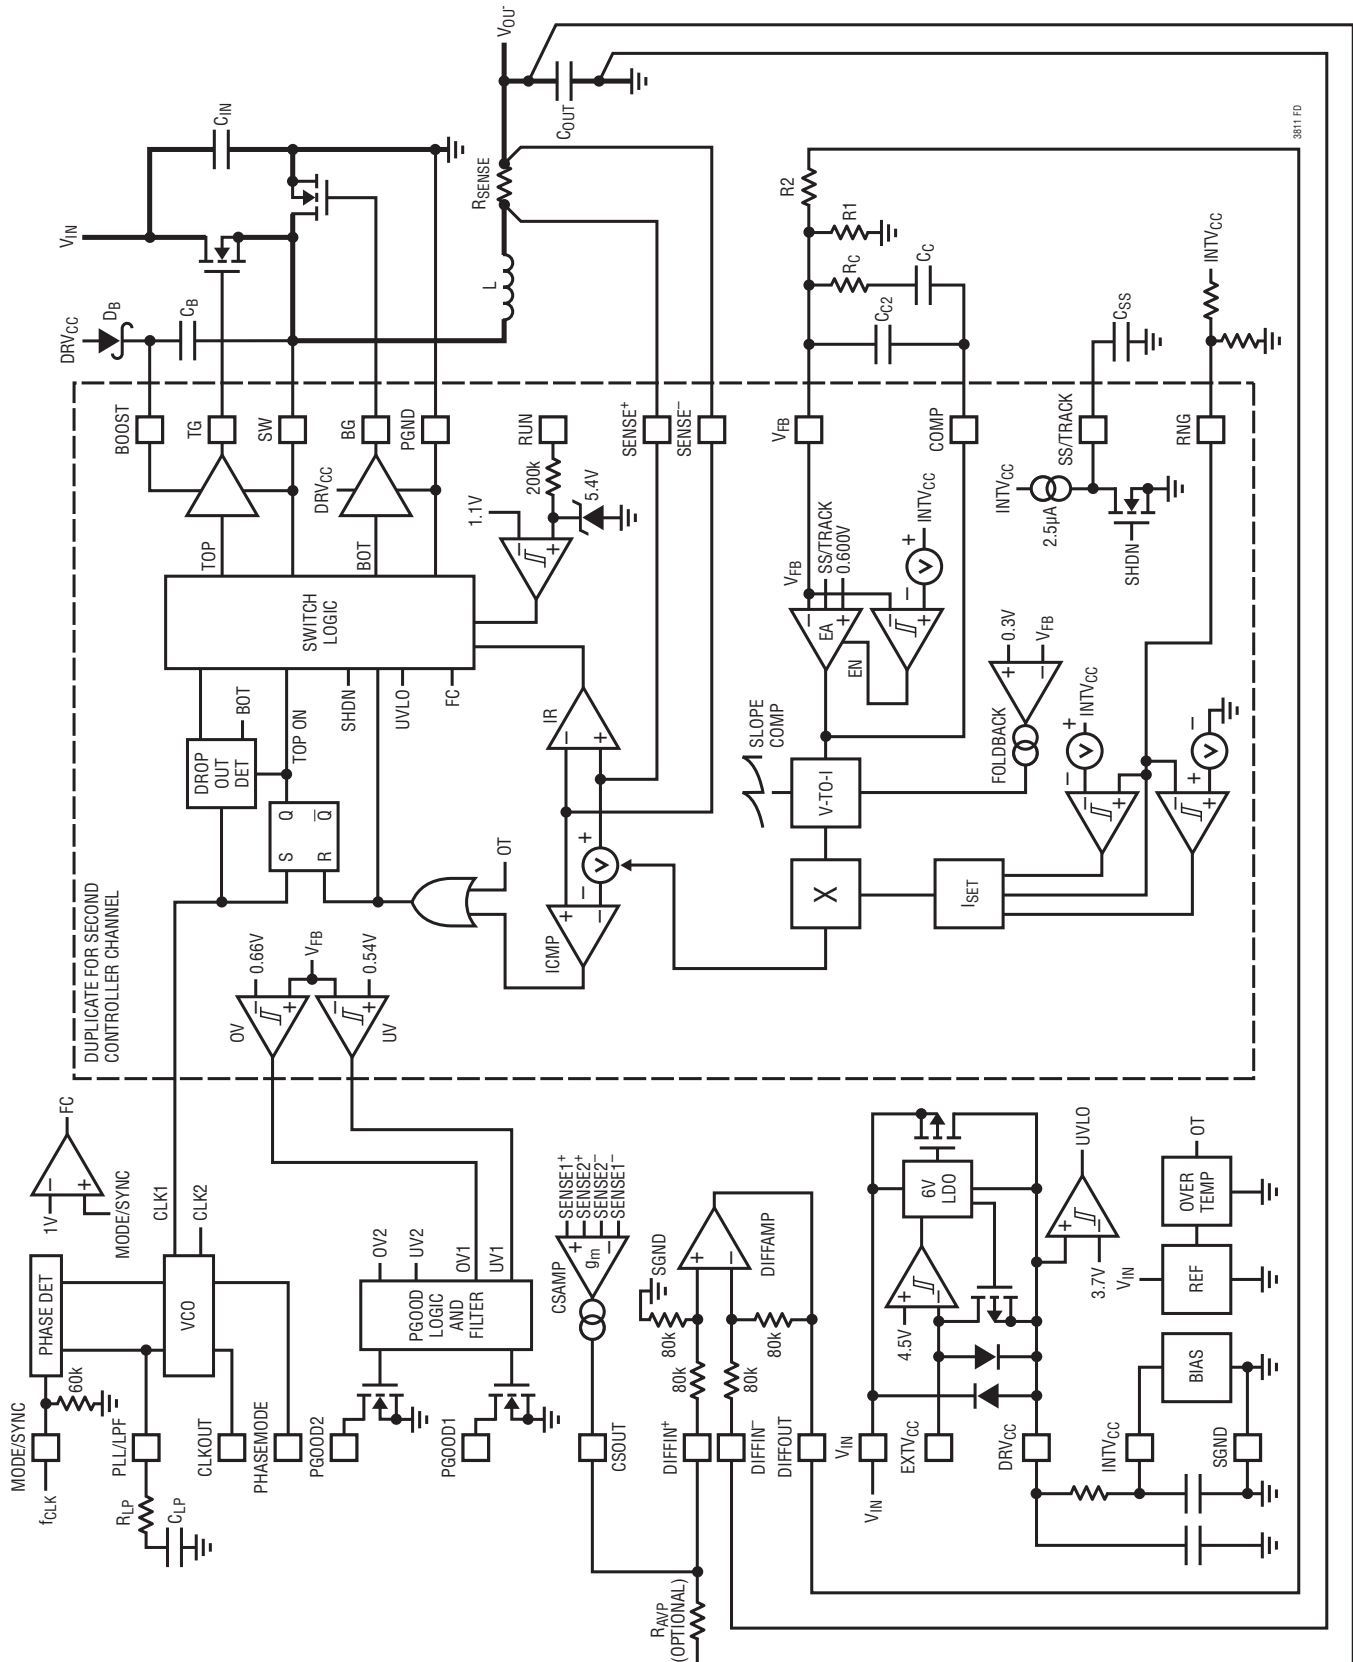 MODE/SYNC
fCLK
PLL/LPF
RLP
CLP
60k
CLKOUT
PHASEMODE
PHASE DET
VCO
1V
MODE/SYNC
FC
CLK1
CLK2
PGOOD2
PGOOD1
PGOOD
LOGIC
AND
FILTER
OV2
UV2
OV1
UV1
CSOUT
CSAMP
gm
SENSE1+
SENSE2+
SENSE2–
SENSE1–
+
–
SGND
RAVP
(OPTIONAL)
DIFFIN+
DIFFIN–
DIFFOUT
80k
80k
80k
80k
DIFFAMP
VIN
VIN
EXTVCC
DRVCC
INTVCC
SGND
4.5V
6V
LDO
3.7V
UVLO
BIAS
VIN
REF
OVER
TEMP
OT
DUPLICATE FOR SECOND
CONTROLLER CHANNEL
OV
0.66V
VFB
0.54V
UV
S Q
R Q
DROP
OUT
DET
BOT
TOP ON
SHDN
UVLO
FC
SWITCH
LOGIC
TOP
BOT
DRVCC
BOOST
TG
SW
BG
PGND
RUN
200k
5.4V
1.1V
DRVCC
DB
CB
VIN
CIN
L
RSENSE
VOU
COUT
OT
ICMP
IR
V
SENSE+
SENSE–
SLOPE
COMP
V-TO-I
X
ISET
FOLDBACK
0.3V
VFB
EA
EN
VFB
SS/TRACK
0.600V
V
INTVCC
VFB
COMP
R2
R1
RC
CC
CC2
INTVCC
2.5µA
SHDN
SS/TRACK
CSS
V
INTVCC
V
RNG
INTVCC
3811 FD